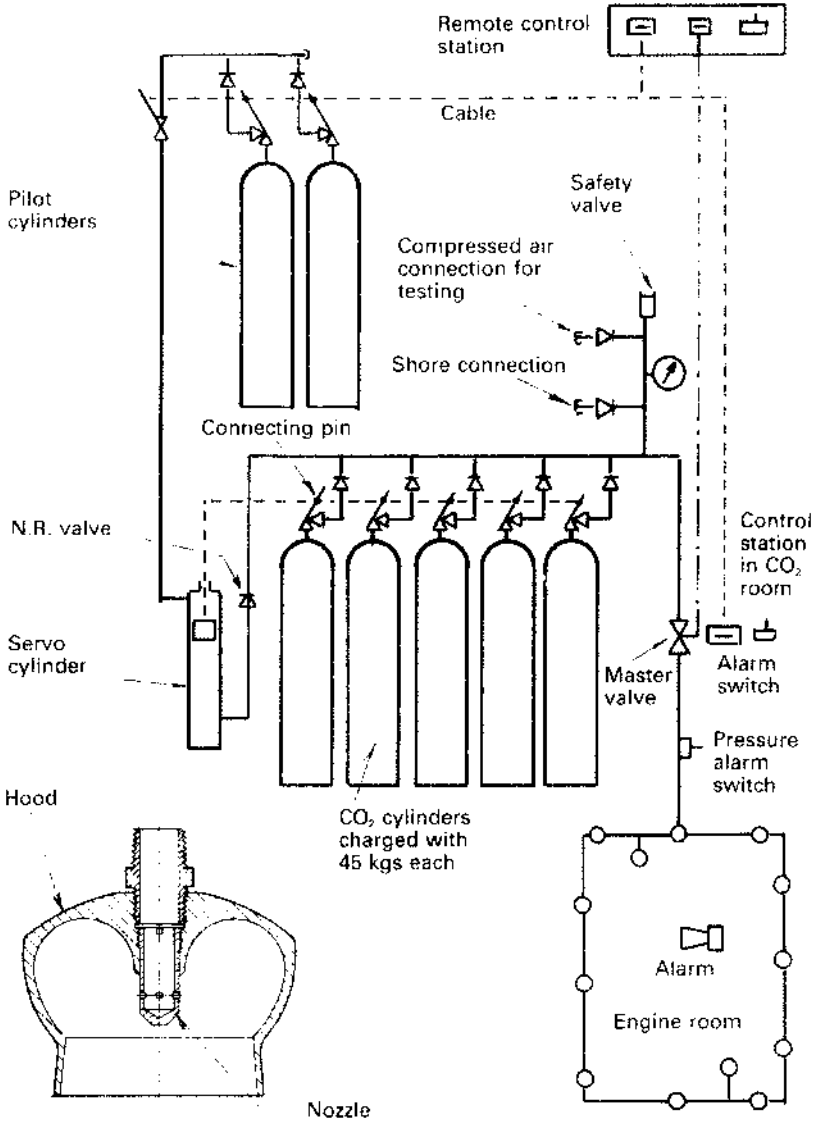 Remote control
station
Cable
Pilot
cylinders
Safety
valve
Compressed air
connection for
testing
Shore connection
Connecting pin
N.R. valve
Control
station
in CO₂
room
Servo
cylinder
Master
valve
Alarm
switch
Pressure
alarm
switch
Hood
CO₂ cylinders
charged with
45 kgs each
Alarm
Engine room
Nozzle